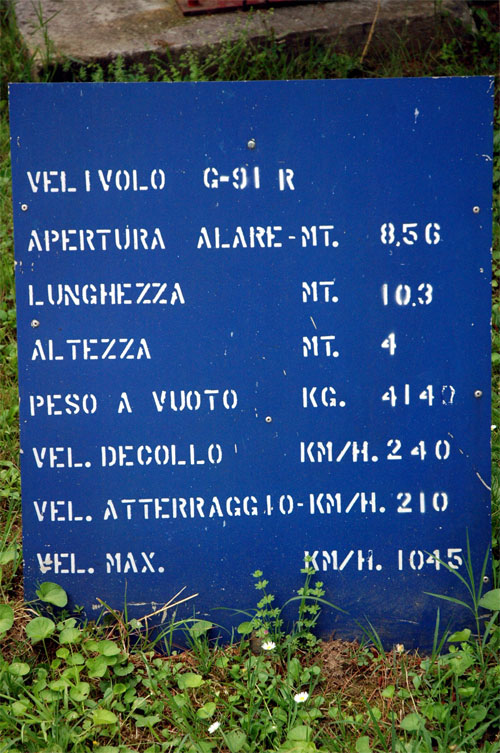 VELIVOLO G-91 R
APERTURA ALARE-MT. 8,56
LUNGHEZZA MT. 10.3
ALTEZZA MT. 4
PESO A VUOTO KG. 4140
VEL. DECOLLO KM/H. 240
VEL. ATTERRAGGIO-KM/H. 210
VEL. MAX. KM/H. 1045